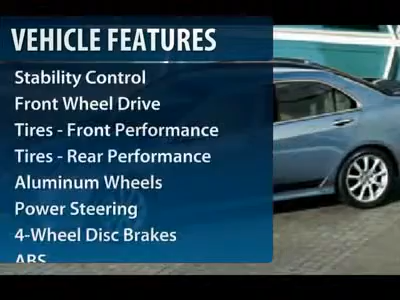 VEHICLE FEATURES
Stability Control
Front Wheel Drive
Tires - Front Performance
Tires - Rear Performance
Aluminum Wheels
Power Steering
4-Wheel Disc Brakes
ABS